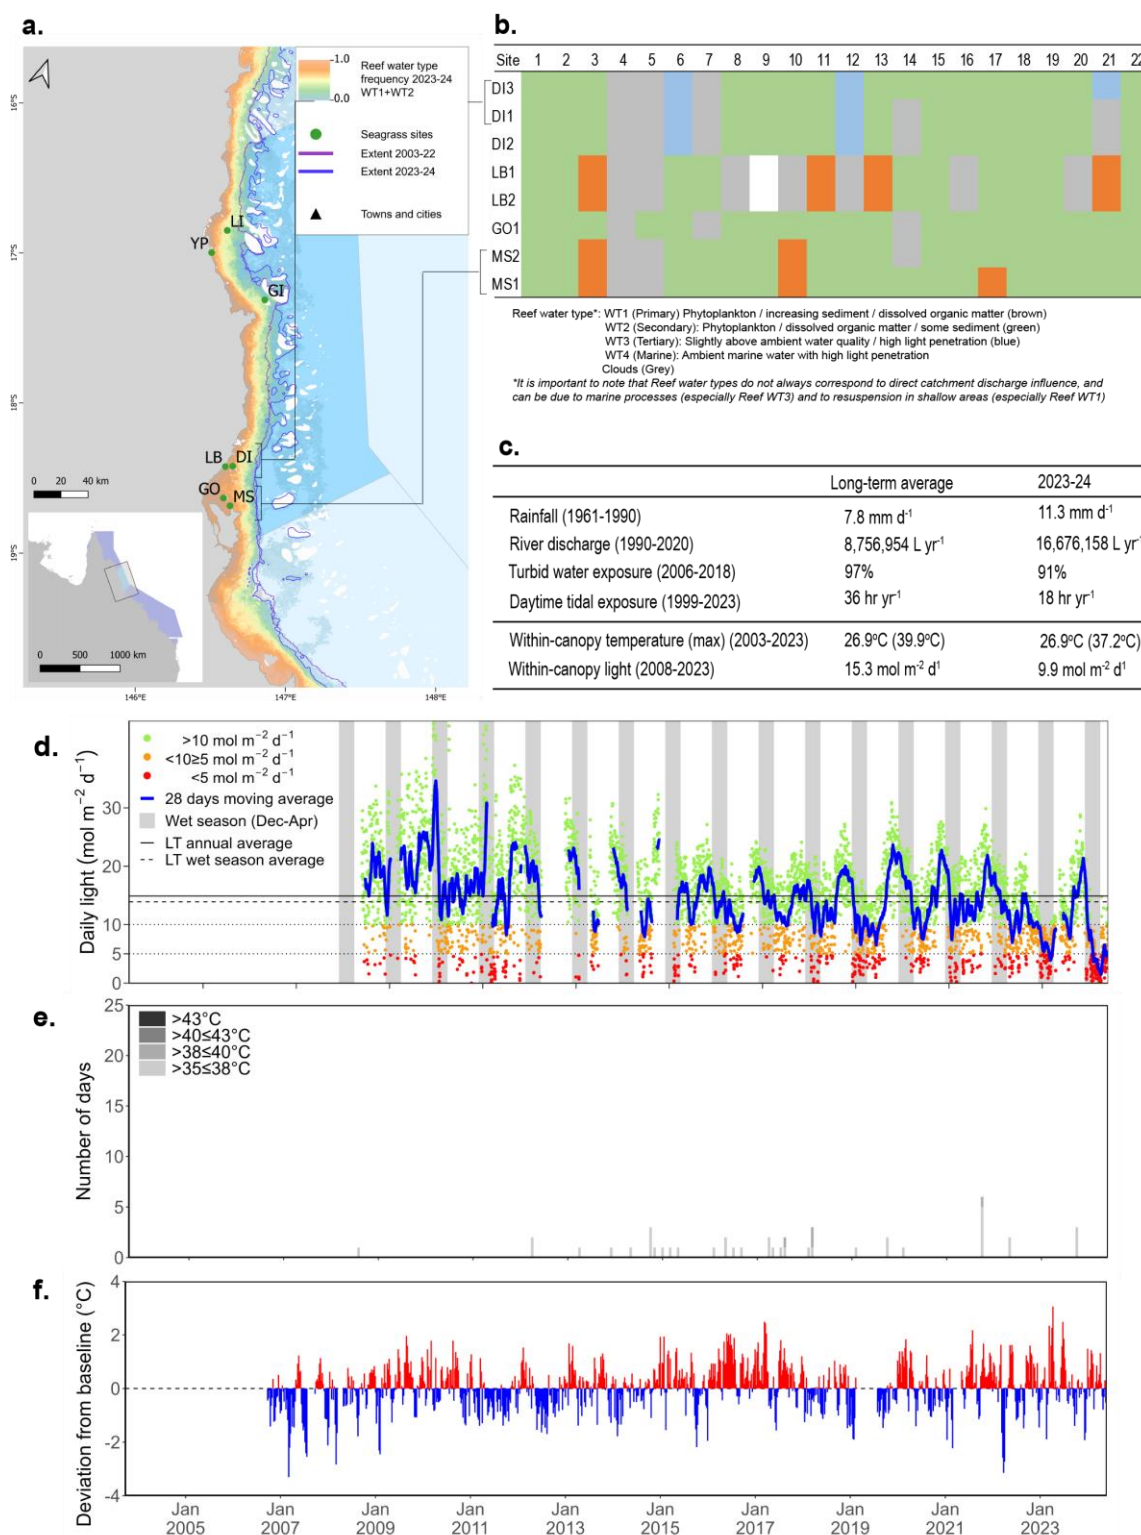 a.
1.0
Reef water type
frequency 2023-24
WT1+WT2
0.0
Seagrass sites
Extent 2003-22
Extent 2023-24
Towns and cities
16°S
17°S
18°S
19°S
LI
YP
GI
LB DI
GO MS
0 20 40 km
0 500 1000 km
146°E 147°E 148°E
b.
Site 1 2 3 4 5 6 7 8 9 10 11 12 13 14 15 16 17 18 19 20 21 22
DI3
DI1
DI2
LB1
LB2
GO1
MS2
MS1
Reef water type*: WT1 (Primary) Phytoplankton / increasing sediment / dissolved organic matter (brown)
WT2 (Secondary): Phytoplankton / dissolved organic matter / some sediment (green)
WT3 (Tertiary): Slightly above ambient water quality / high light penetration (blue)
WT4 (Marine): Ambient marine water with high light penetration
Clouds (Grey)
*It is important to note that Reef water types do not always correspond to direct catchment discharge influence, and
can be due to marine processes (especially Reef WT3) and to resuspension in shallow areas (especially Reef WT1)
c.
Long-term average 2023-24
Rainfall (1961-1990) 7.8 mm d⁻¹ 11.3 mm d⁻¹
River discharge (1990-2020) 8,756,954 L yr⁻¹ 16,676,158 L yr⁻¹
Turbid water exposure (2006-2018) 97% 91%
Daytime tidal exposure (1999-2023) 36 hr yr⁻¹ 18 hr yr⁻¹
Within-canopy temperature (max) (2003-2023) 26.9ºC (39.9ºC) 26.9ºC (37.2ºC)
Within-canopy light (2008-2023) 15.3 mol m⁻² d¹ 9.9 mol m⁻² d¹
d.
Daily light (mol m⁻² d⁻¹)
30
20
15
10
5
0
>10 mol m⁻² d⁻¹
<10≥5 mol m⁻² d⁻¹
<5 mol m⁻² d⁻¹
28 days moving average
Wet season (Dec-Apr)
LT annual average
LT wet season average
e.
Number of days
25
20
15
10
5
0
>43°C
>40≤43°C
>38≤40°C
>35≤38°C
f.
Deviation from baseline (°C)
4
2
0
-2
-4
Jan Jan Jan Jan Jan Jan Jan Jan Jan Jan
2005 2007 2009 2011 2013 2015 2017 2019 2021 2023